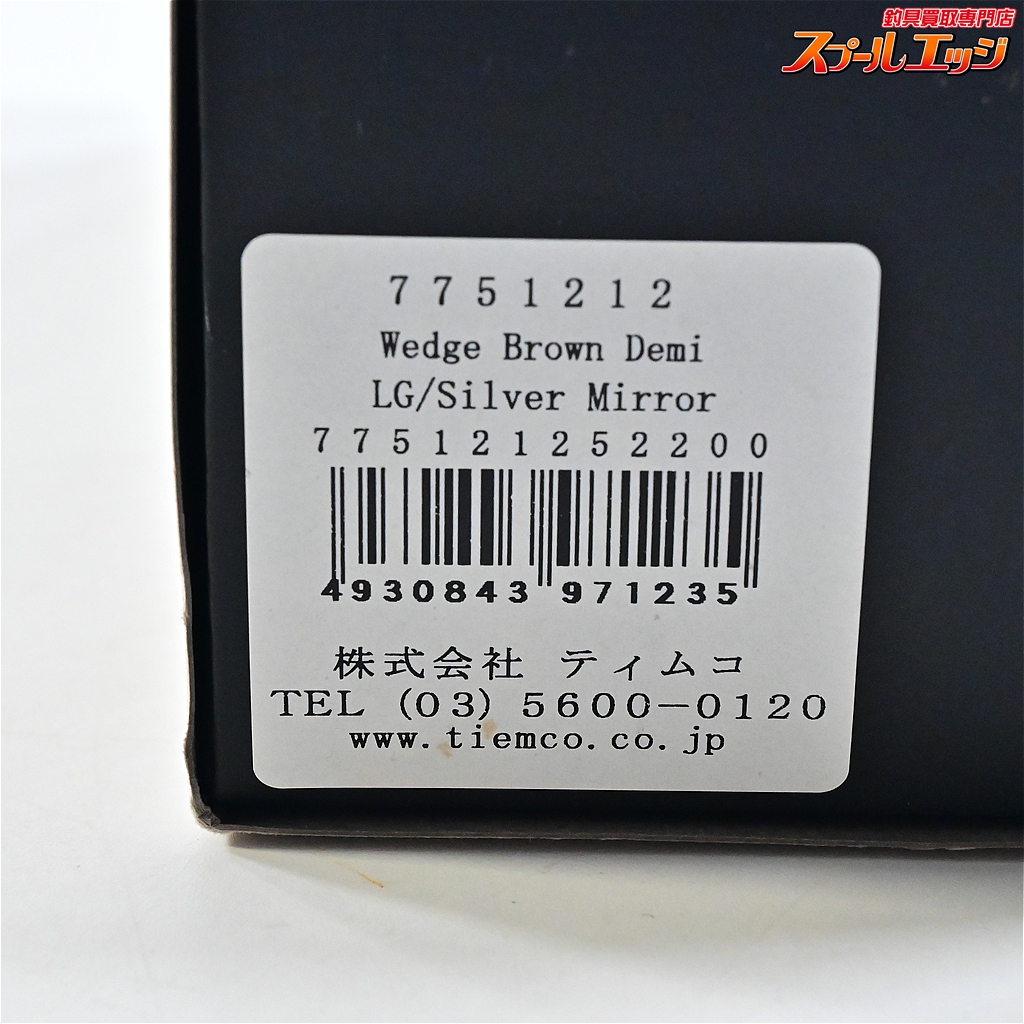 釣具買取専門店
スプールエッジ
7751212
Wedge Brown Demi
LG/Silver Mirror
775121252200
4930843 971235
株式会社 ティムコ
TEL (03) 5600-0120
www.tiemco.co.jp